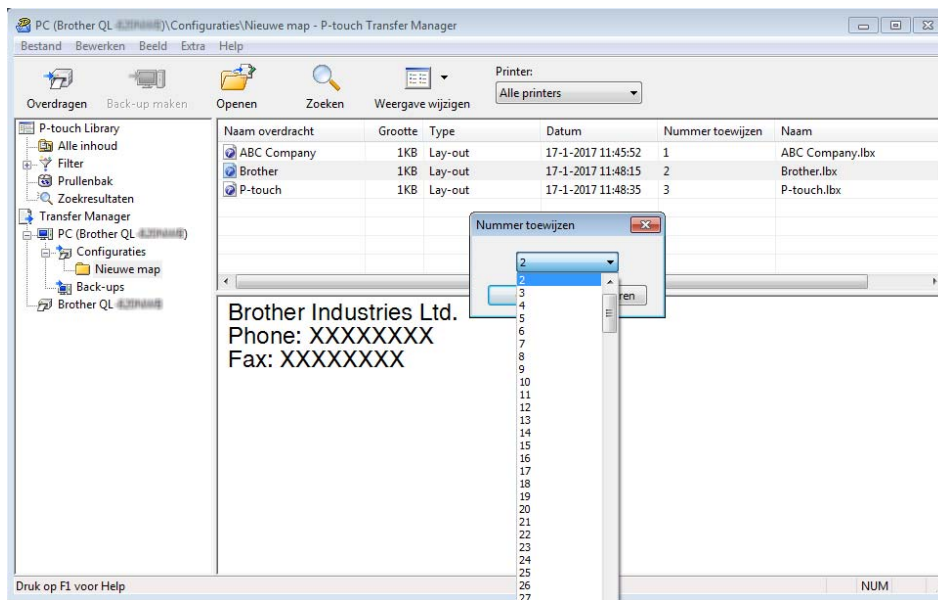 PC (Brother QL )\Configuraties\Nieuwe map - P-touch Transfer Manager
Bestand Bewerken Beeld Extra Help
Printer:
Alle printers
Overdragen Back-up maken Openen Zoeken Weergave wijzigen
P-touch Library
Alle inhoud
Filter
Prullenbak
Zoekresultaten
Transfer Manager
PC (Brother QL )
Configuraties
Nieuwe map
Back-ups
Brother QL
Naam overdracht Grootte Type Datum Nummer toewijzen Naam
ABC Company 1KB Lay-out 17-1-2017 11:45:52 1 ABC Company.lbx
Brother 1KB Lay-out 17-1-2017 11:48:15 2 Brother.lbx
P-touch 1KB Lay-out 17-1-2017 11:48:35 3 P-touch.lbx
Nummer toewijzen
2
2
3
4
5
6
7
8
9
10
11
12
13
14
15
16
17
18
19
20
21
22
23
24
25
26
27
ren
Brother Industries Ltd.
Phone: XXXXXXXX
Fax: XXXXXXXX
Druk op F1 voor Help NUM